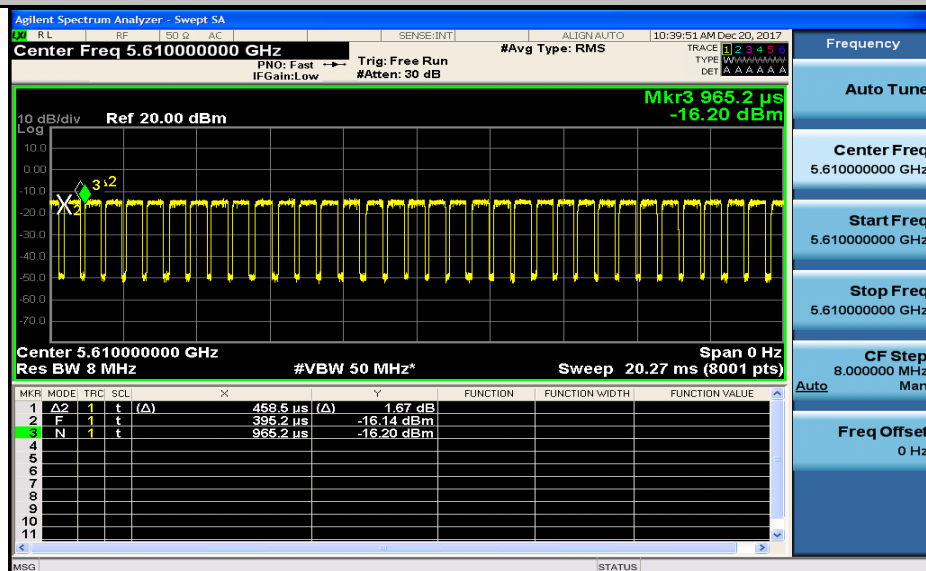 Agilent Spectrum Analyzer - Swept SA
LXI RL RF 50 Ω AC SENSE:INT ALIGN AUTO 10:39:51 AM Dec 20, 2017
Center Freq 5.610000000 GHz #Avg Type: RMS TRACE 1 2 3 4 5 6
PNO: Fast Trig: Free Run TYPE WWWWWW
IFGain:Low #Atten: 30 dB DET A A A A A A
Mkr3 965.2 µs
10 dB/div Ref 20.00 dBm -16.20 dBm
Log
10.0
0.00
-10.0
-20.0
-30.0
-40.0
-50.0
-60.0
-70.0
3 Δ2
X2
Center 5.610000000 GHz Span 0 Hz
Res BW 8 MHz #VBW 50 MHz* Sweep 20.27 ms (8001 pts)
MKR MODE TRC SCL X Y FUNCTION FUNCTION WIDTH FUNCTION VALUE
1 Δ2 1 t (Δ) 458.5 µs (Δ) 1.67 dB
2 F 1 t 395.2 µs -16.14 dBm
3 N 1 t 965.2 µs -16.20 dBm
4
5
6
7
8
9
10
11
MSG STATUS
Frequency
Auto Tune
Center Freq
5.610000000 GHz
Start Freq
5.610000000 GHz
Stop Freq
5.610000000 GHz
CF Step
8.000000 MHz
Auto Man
Freq Offset
0 Hz